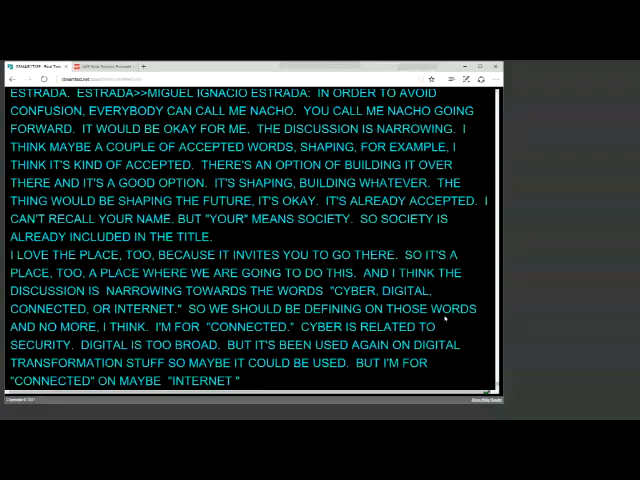 streamtext.net
ESTRADA.  ESTRADA>>MIGUEL IGNACIO ESTRADA:  IN ORDER TO AVOID
CONFUSION, EVERYBODY CAN CALL ME NACHO.  YOU CALL ME NACHO GOING
FORWARD.  IT WOULD BE OKAY FOR ME.  THE DISCUSSION IS NARROWING.  I
THINK MAYBE A COUPLE OF ACCEPTED WORDS, SHAPING, FOR EXAMPLE, I
THINK IT'S KIND OF ACCEPTED.  THERE'S AN OPTION OF BUILDING IT OVER
THERE AND IT'S A GOOD OPTION.  IT'S SHAPING, BUILDING WHATEVER.  THE
THING WOULD BE SHAPING THE FUTURE, IT'S OKAY.  IT'S ALREADY ACCEPTED.  I
CAN'T RECALL YOUR NAME, BUT "YOUR" MEANS SOCIETY.  SO SOCIETY IS
ALREADY INCLUDED IN THE TITLE.
I LOVE THE PLACE, TOO, BECAUSE IT INVITES YOU TO GO THERE.  SO IT'S A
PLACE, TOO, A PLACE WHERE WE ARE GOING TO DO THIS.  AND I THINK THE
DISCUSSION IS  NARROWING TOWARDS THE WORDS  "CYBER, DIGITAL,
CONNECTED, OR INTERNET."  SO WE SHOULD BE DEFINING ON THOSE WORDS
AND NO MORE, I THINK.  I'M FOR  "CONNECTED."  CYBER IS RELATED TO
SECURITY.  DIGITAL IS TOO BROAD.  BUT IT'S BEEN USED AGAIN ON DIGITAL
TRANSFORMATION STUFF SO MAYBE IT COULD BE USED.  BUT I'M FOR
"CONNECTED" ON MAYBE  "INTERNET "